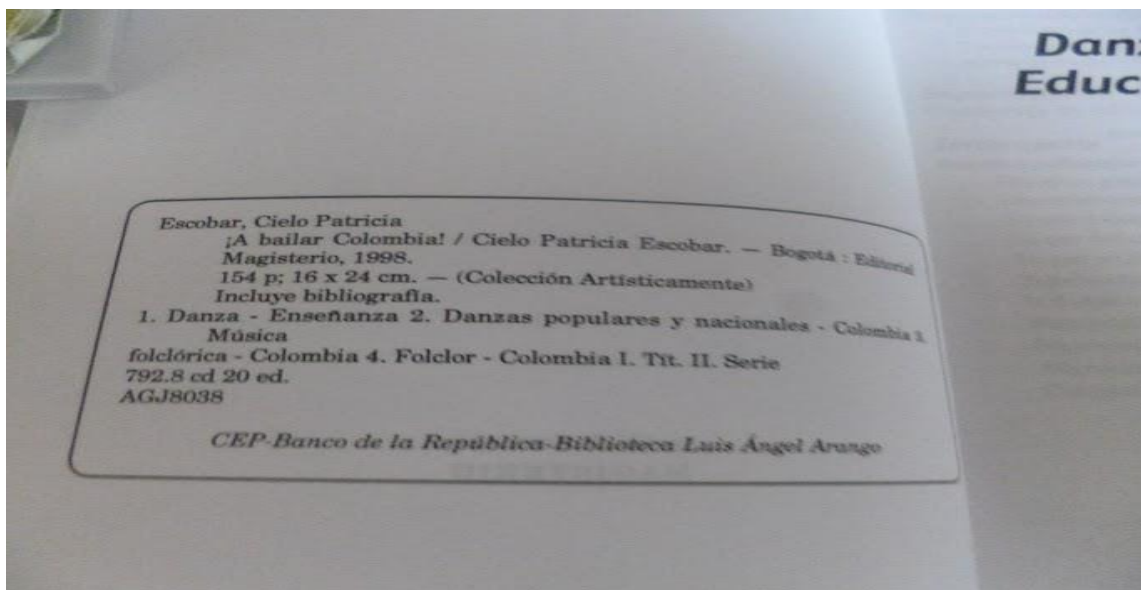 Escobar, Cielo Patricia
¡A bailar Colombia! / Cielo Patricia Escobar. — Bogotá : Editorial
Magisterio, 1998.
154 p; 16 x 24 cm. — (Colección Artísticamente)
Incluye bibliografía.
1. Danza - Enseñanza 2. Danzas populares y nacionales - Colombia 3.
Música
folclórica - Colombia 4. Folclor - Colombia I. Tít. II. Serie
792.8 cd 20 ed.
AGJ8038
CEP-Banco de la República-Biblioteca Luis Ángel Arango
Danz
Educ